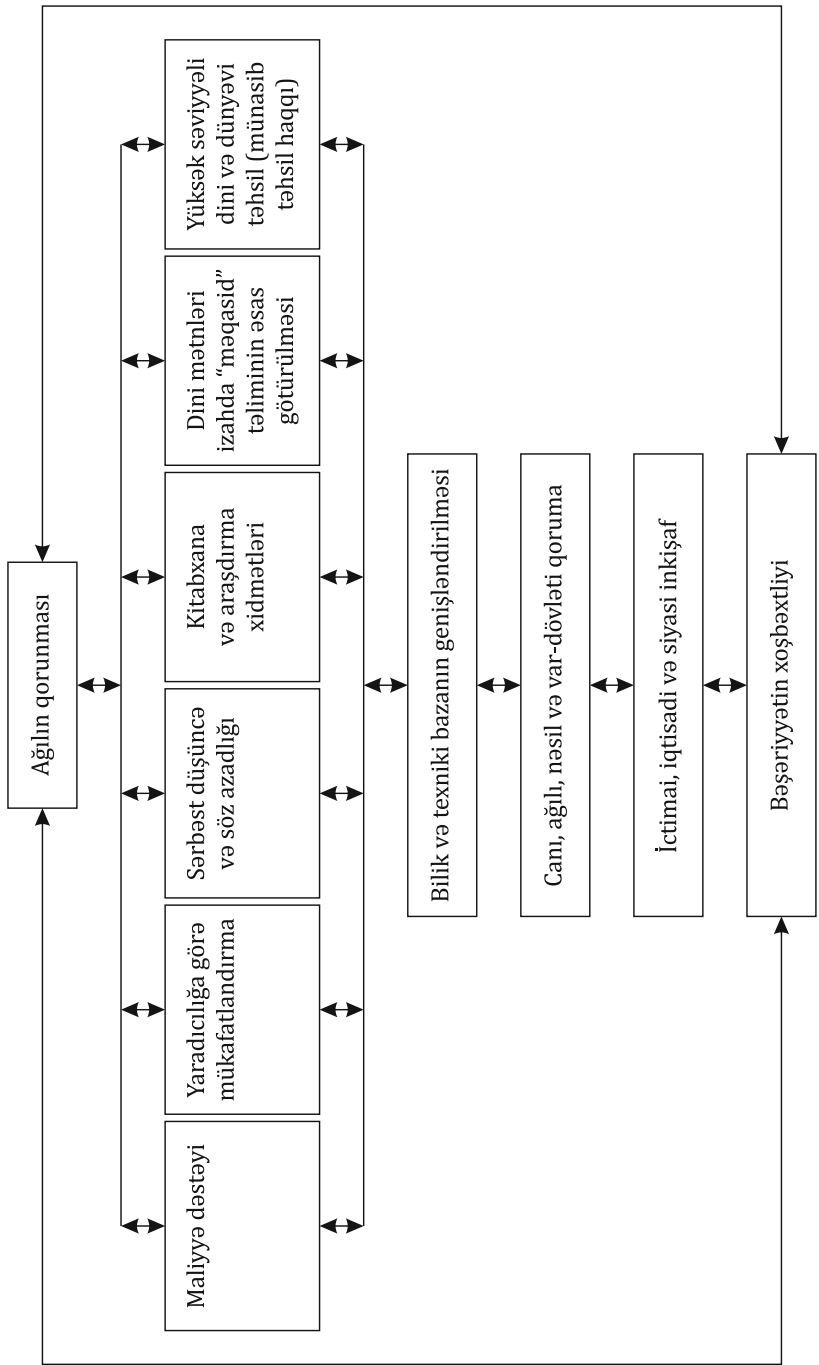 Ağılın qorunması
Yüksək səviyyəli
dini və dünyəvi
təhsil (münasib
təhsil haqqı)
Dini mətnləri
izahda “məqasid”
təliminin əsas
götürülməsi
Kitabxana
və araşdırma
xidmətləri
Sərbəst düşüncə
və söz azadlığı
Yaradıcılığa görə
mükafatlandırma
Maliyyə dəstəyi
Bilik və texniki bazanın genişləndirilməsi
Canı, ağılı, nəsil və var-dövləti qoruma
İctimai, iqtisadi və siyasi inkişaf
Bəşəriyyətin xoşbəxtliyi